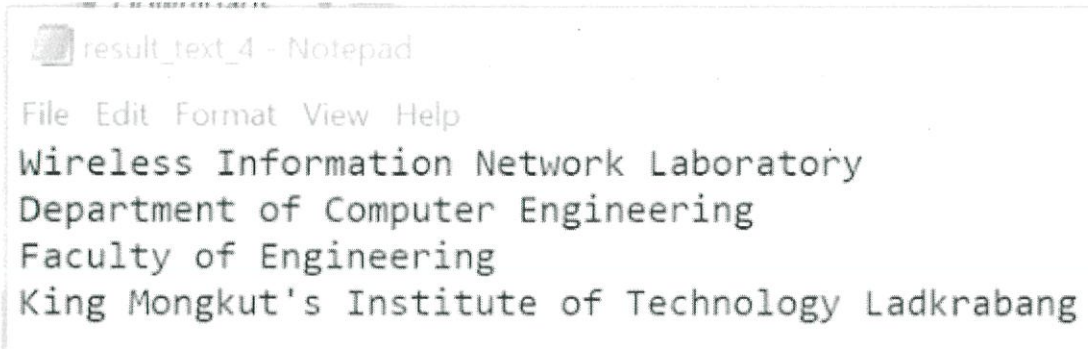 result_text_4 - Notepad
File Edit Format View Help
Wireless Information Network Laboratory
Department of Computer Engineering
Faculty of Engineering
King Mongkut's Institute of Technology Ladkrabang